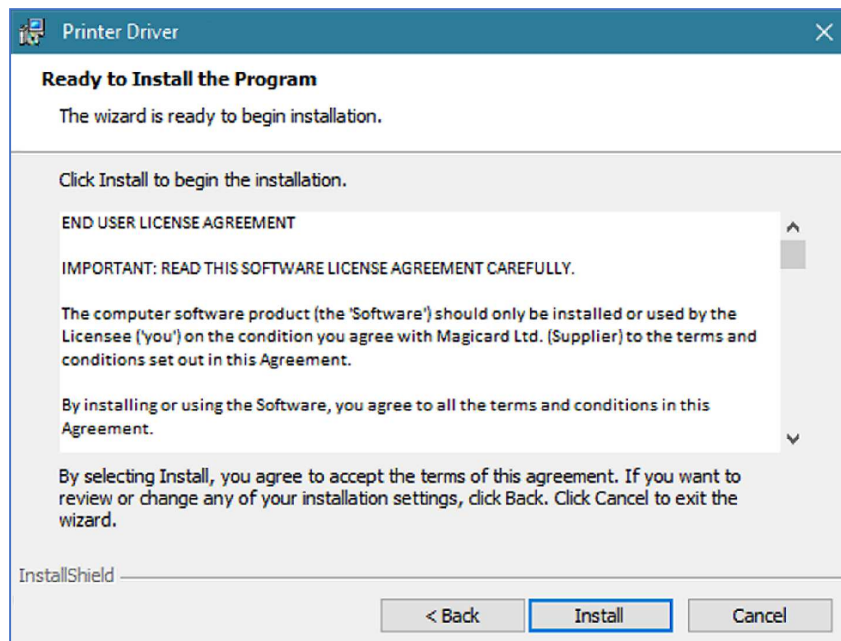 Printer Driver
Ready to Install the Program
The wizard is ready to begin installation.
Click Install to begin the installation.
END USER LICENSE AGREEMENT
IMPORTANT: READ THIS SOFTWARE LICENSE AGREEMENT CAREFULLY.
The computer software product (the 'Software') should only be installed or used by the
Licensee ('you') on the condition you agree with Magicard Ltd. (Supplier) to the terms and
conditions set out in this Agreement.
By installing or using the Software, you agree to all the terms and conditions in this
Agreement.
By selecting Install, you agree to accept the terms of this agreement. If you want to
review or change any of your installation settings, click Back. Click Cancel to exit the
wizard.
InstallShield
< Back Install Cancel